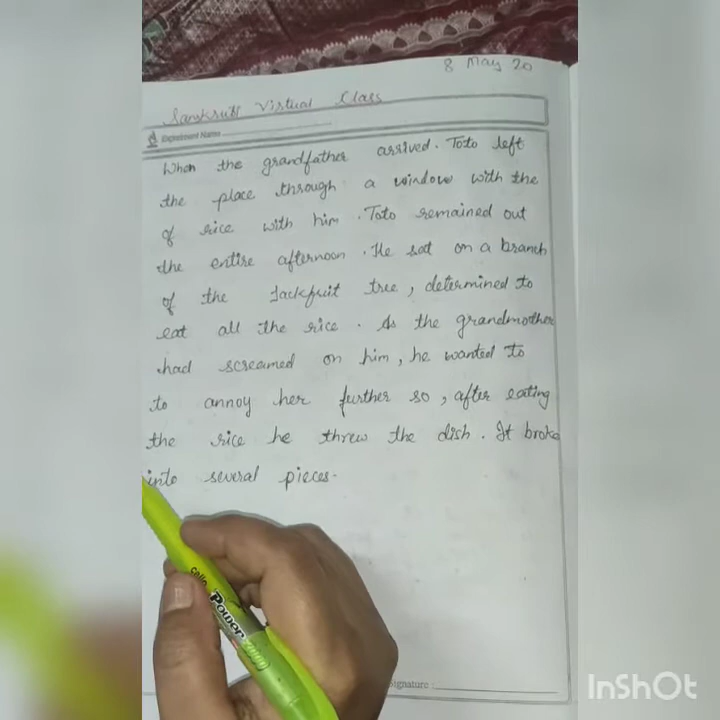 8 May 20
Sanskruti Virtual Class
Experiment Name
When the grandfather arrived. Toto left
the place through a window with the
of rice with him. Toto remained out
the entire afternoon. He sat on a branch
of the Jackfruit tree, determined to
eat all the rice. As the grandmother
had screamed on him, he wanted to
to annoy her further so, after eating
the rice he threw the dish. It broke
into several pieces.
cello Power
Signature :
InShOt